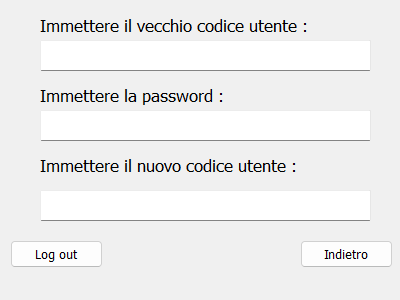 Immettere il vecchio codice utente :
Immettere la password :
Immettere il nuovo codice utente :
Log out
Indietro